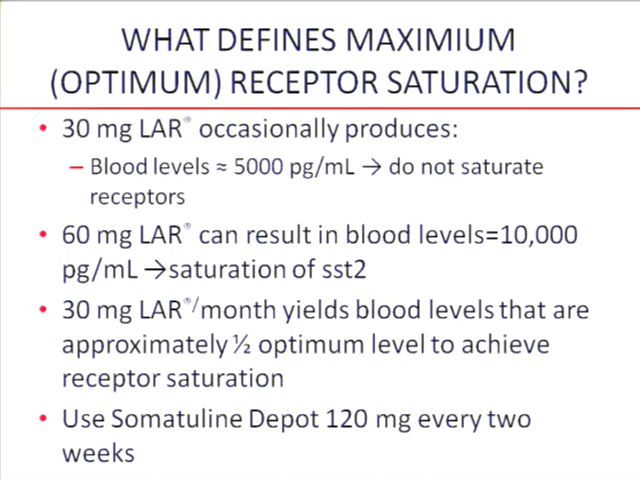 WHAT DEFINES MAXIMIUM
(OPTIMUM) RECEPTOR SATURATION?
• 30 mg LAR® occasionally produces:
– Blood levels ≈ 5000 pg/mL → do not saturate
receptors
• 60 mg LAR® can result in blood levels=10,000
pg/mL →saturation of sst2
• 30 mg LAR®/month yields blood levels that are
approximately ½ optimum level to achieve
receptor saturation
• Use Somatuline Depot 120 mg every two
weeks